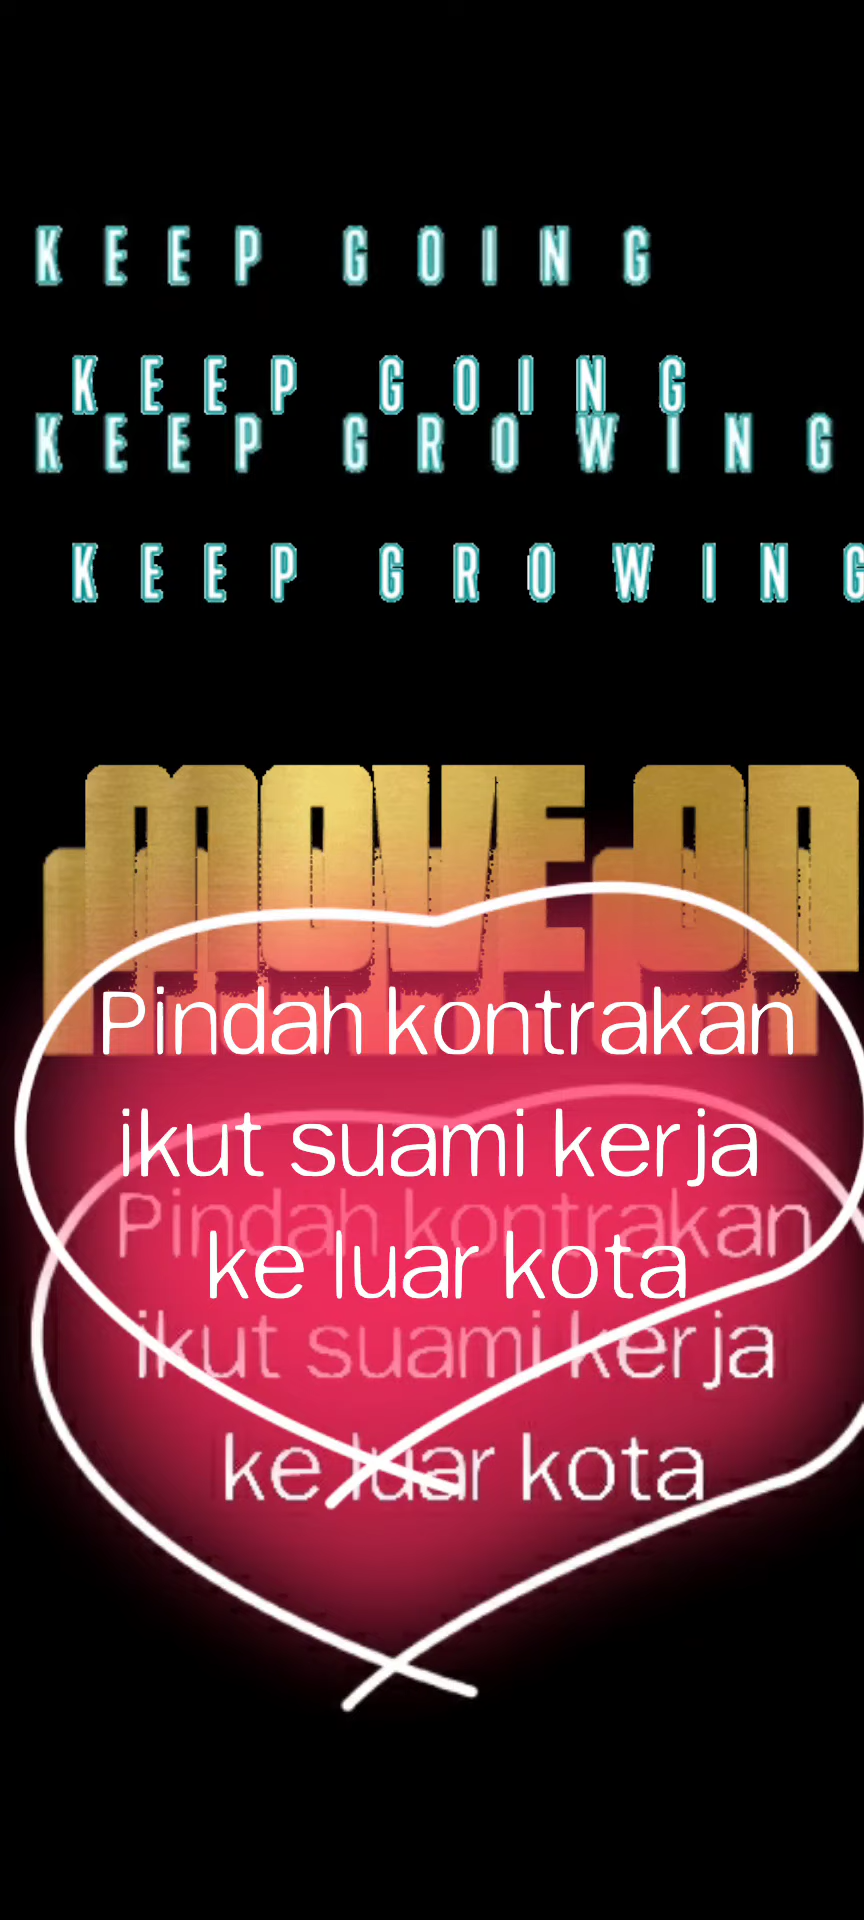 KEEP GOING
KEEP GOING
KEEP GROWING
KEEP GROWING
MOVE ON
Pindah kontrakan
ikut suami kerja
Pindah kontrakan
ke luar kota
ikut suami kerja
ke luar kota